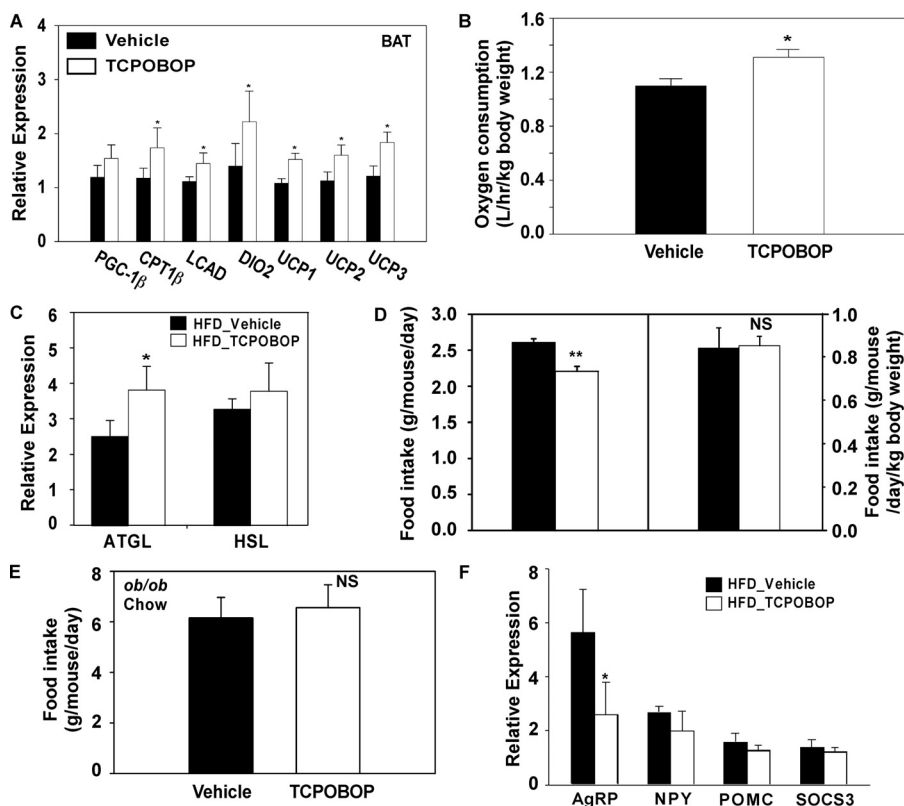 A
Vehicle
TCPOBOP
BAT
Relative Expression
4
3
2
1
0
* * * * * *
PGC-1β CPT1β LCAD DIO2 UCP1 UCP2 UCP3
B
Oxygen consumption
(L/hr/kg body weight)
1.6
1.2
0.8
0.4
0.0
*
Vehicle TCPOBOP
C
HFD_Vehicle
HFD_TCPOBOP
Relative Expression
6
5
4
3
2
1
0
*
ATGL HSL
D
Food intake (g/mouse/day)
3.0
2.5
2.0
1.5
1.0
0.5
0.0
**
NS
1.0
0.8
0.6
0.4
0.2
0.0
Food intake (g/mouse
/day/kg body weight)
E
ob/ob
Chow
Food intake
(g/mouse/day)
8
6
4
2
0
NS
Vehicle TCPOBOP
F
HFD_Vehicle
HFD_TCPOBOP
Relative Expression
8
6
4
2
0
*
AgRP NPY POMC SOCS3